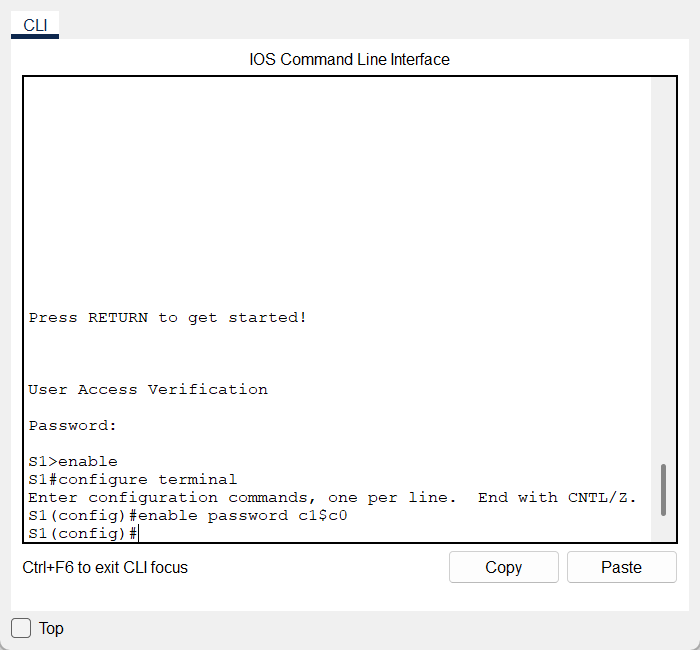 CLI
IOS Command Line Interface
Press RETURN to get started!
User Access Verification
Password:
S1>enable
S1#configure terminal
Enter configuration commands, one per line.  End with CNTL/Z.
S1(config)#enable password c1$c0
S1(config)#
Ctrl+F6 to exit CLI focus
Copy
Paste
Top